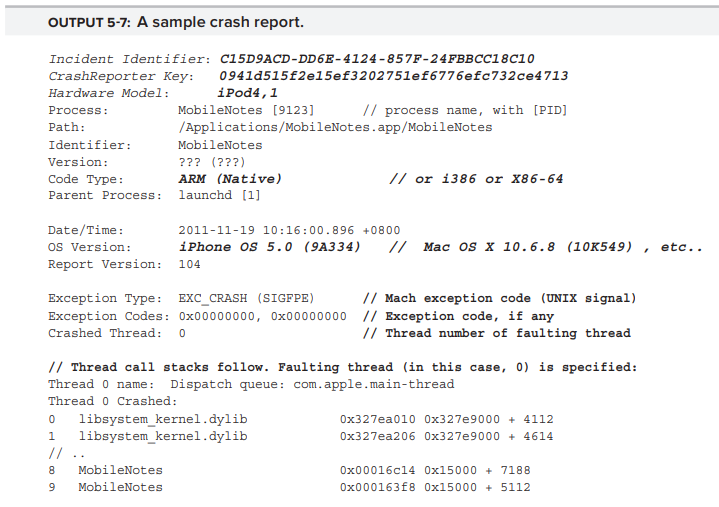 OUTPUT 5-7: A sample crash report.
Incident Identifier: C15D9ACD-DD6E-4124-857F-24FBBCC18C10
CrashReporter Key: 0941d515f2e15ef3202751ef6776efc732ce4713
Hardware Model: iPod4,1
Process: MobileNotes [9123] // process name, with [PID]
Path: /Applications/MobileNotes.app/MobileNotes
Identifier: MobileNotes
Version: ??? (???)
Code Type: ARM (Native) // or i386 or X86-64
Parent Process: launchd [1]
Date/Time: 2011-11-19 10:16:00.896 +0800
OS Version: iPhone OS 5.0 (9A334) // Mac OS X 10.6.8 (10K549) , etc..
Report Version: 104
Exception Type: EXC_CRASH (SIGFPE) // Mach exception code (UNIX signal)
Exception Codes: 0x00000000, 0x00000000 // Exception code, if any
Crashed Thread: 0 // Thread number of faulting thread
// Thread call stacks follow. Faulting thread (in this case, 0) is specified:
Thread 0 name: Dispatch queue: com.apple.main-thread
Thread 0 Crashed:
0 libsystem_kernel.dylib 0x327ea010 0x327e9000 + 4112
1 libsystem_kernel.dylib 0x327ea206 0x327e9000 + 4614
// ..
8 MobileNotes 0x00016c14 0x15000 + 7188
9 MobileNotes 0x000163f8 0x15000 + 5112